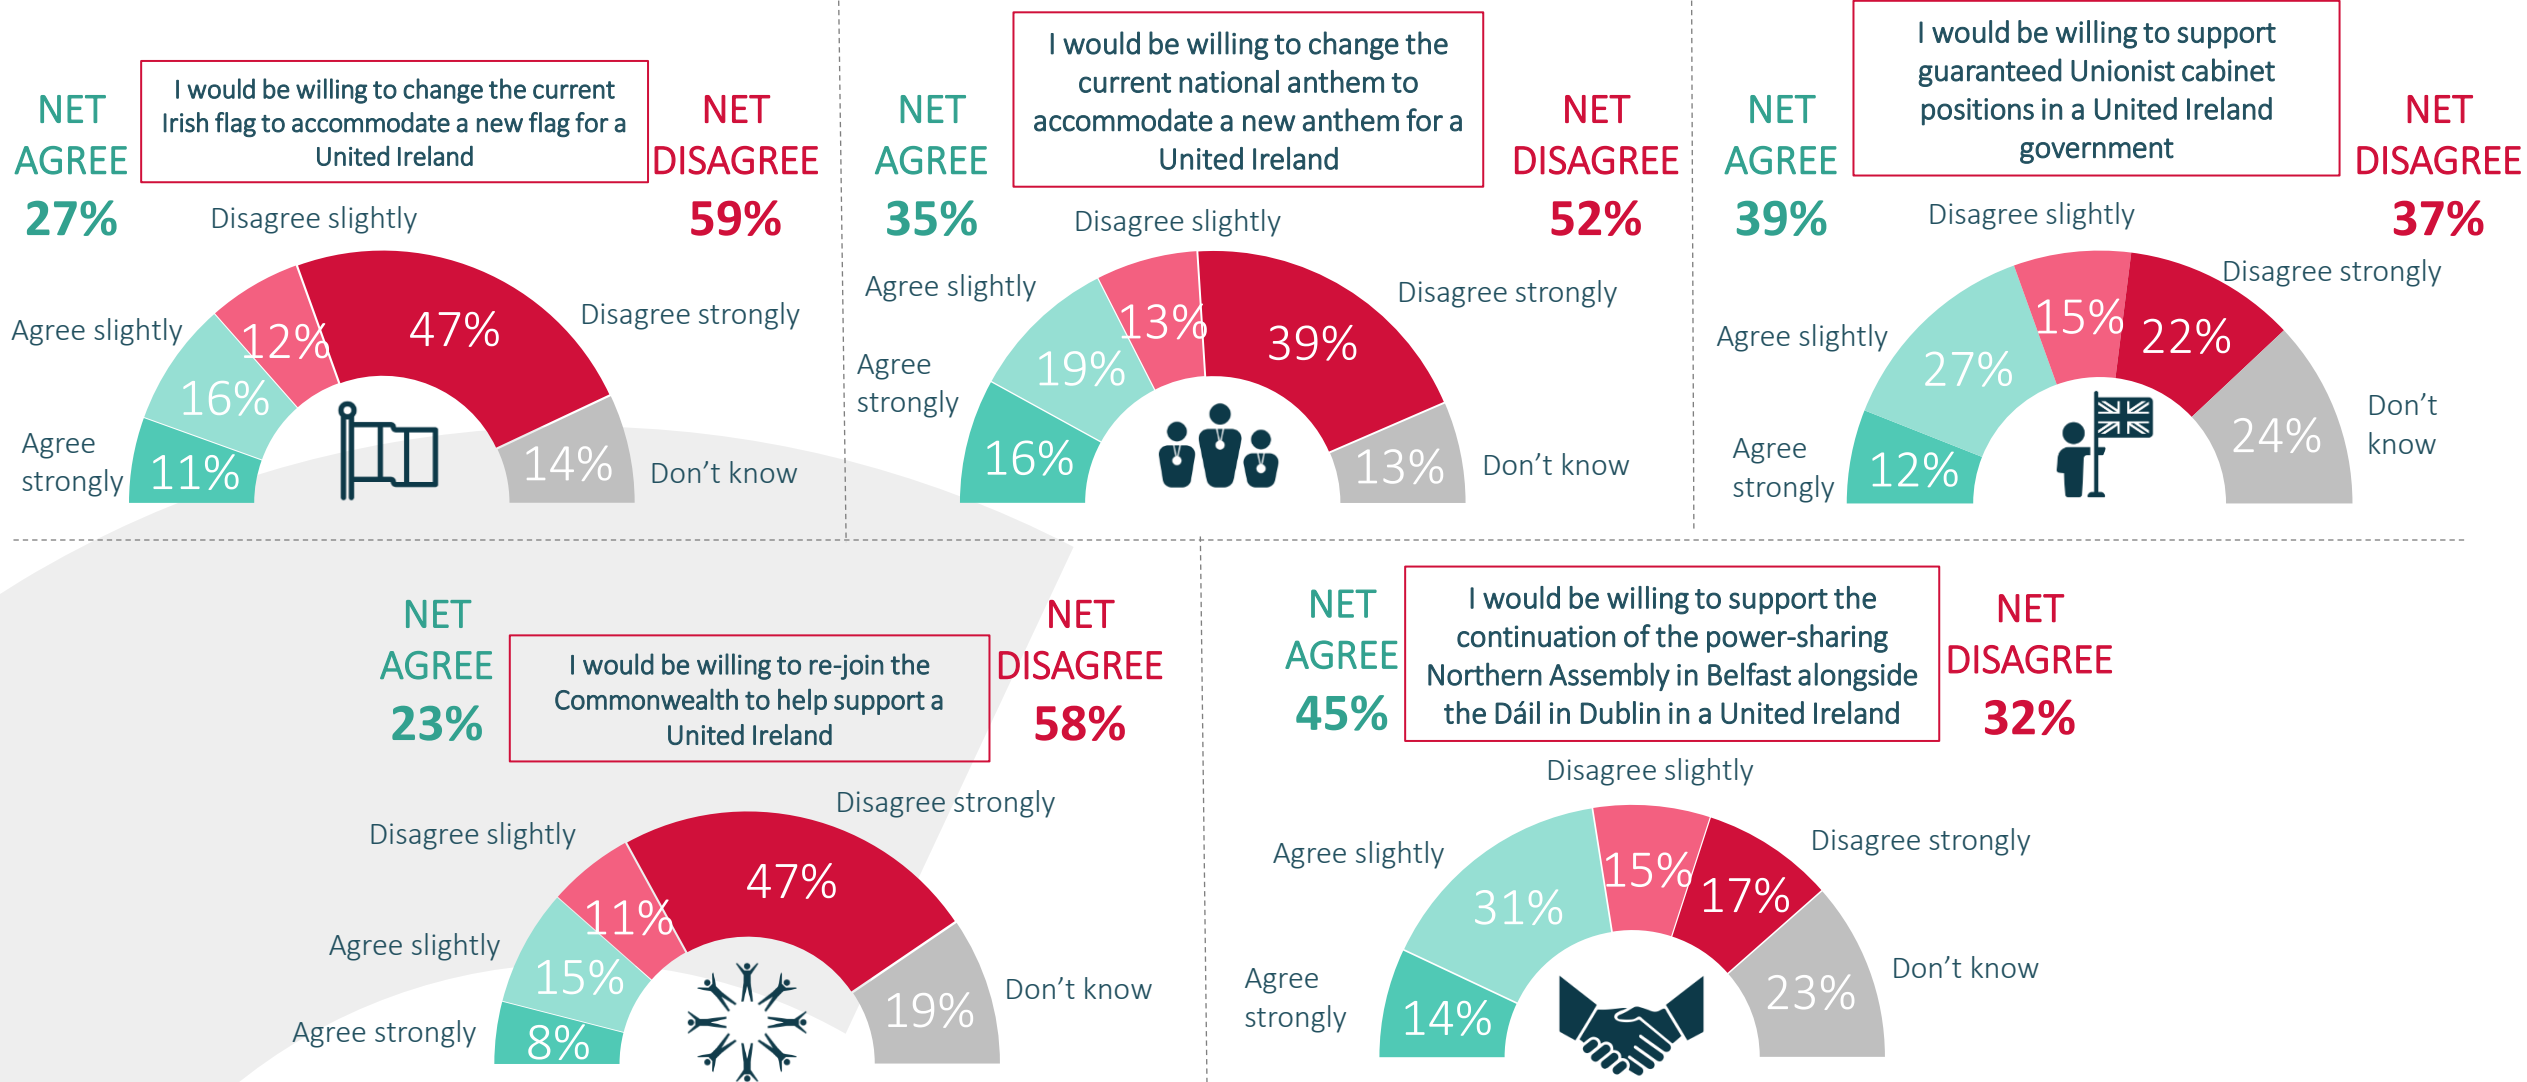 NET
AGREE
27%
I would be willing to change the current
Irish flag to accommodate a new flag for a
United Ireland
NET
DISAGREE
59%
Disagree slightly
Agree slightly
Agree
strongly
Disagree strongly
Don't know
11%
16%
12%
47%
14%
NET
AGREE
35%
I would be willing to change the
current national anthem to
accommodate a new anthem for a
United Ireland
NET
DISAGREE
52%
Disagree slightly
Agree slightly
Agree
strongly
Disagree strongly
Don't know
16%
19%
13%
39%
13%
NET
AGREE
39%
I would be willing to support
guaranteed Unionist cabinet
positions in a United Ireland
government
NET
DISAGREE
37%
Disagree slightly
Agree slightly
Agree
strongly
Disagree strongly
Don't
know
12%
27%
15%
22%
24%
NET
AGREE
23%
I would be willing to re-join the
Commonwealth to help support a
United Ireland
NET
DISAGREE
58%
Disagree strongly
Disagree slightly
Agree slightly
Agree strongly
Don't know
8%
15%
11%
47%
19%
NET
AGREE
45%
I would be willing to support the
continuation of the power-sharing
Northern Assembly in Belfast alongside
the Dáil in Dublin in a United Ireland
NET
DISAGREE
32%
Disagree slightly
Agree slightly
Agree
strongly
Disagree strongly
Don't know
14%
31%
15%
17%
23%